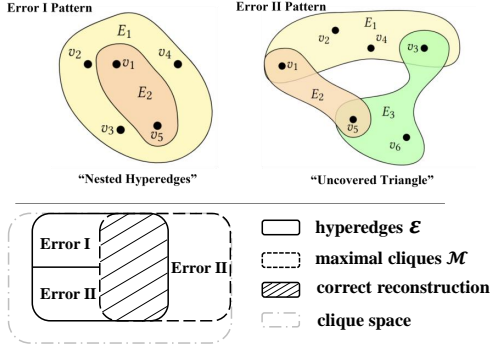 Error I Pattern
E₁
v₂
v₁
v₄
E₂
v₃
v₅
"Nested Hyperedges"
Error II Pattern
E₁
v₂
v₄
v₃
v₁
E₂
E₃
v₅
v₆
"Uncovered Triangle"
Error I
Error II
Error II
hyperedges ℰ
maximal cliques ℳ
correct reconstruction
clique space